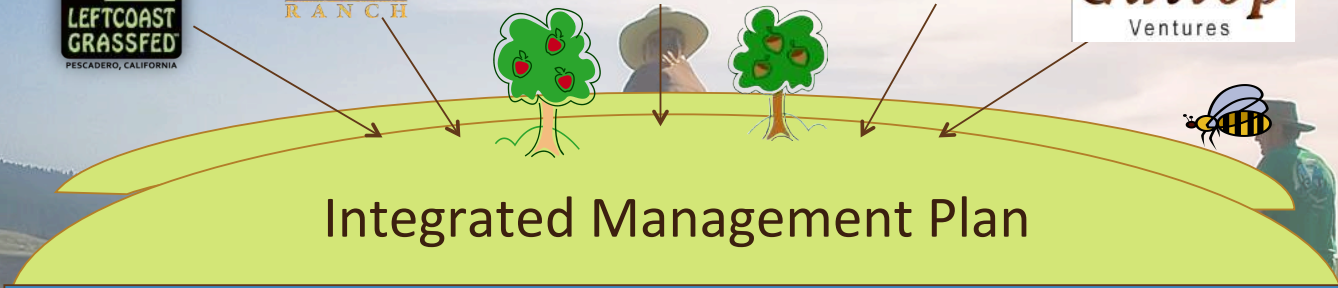 LEFTCOAST
GRASSFED
PESCADERO, CALIFORNIA
RANCH
Ventures
Integrated Management Plan